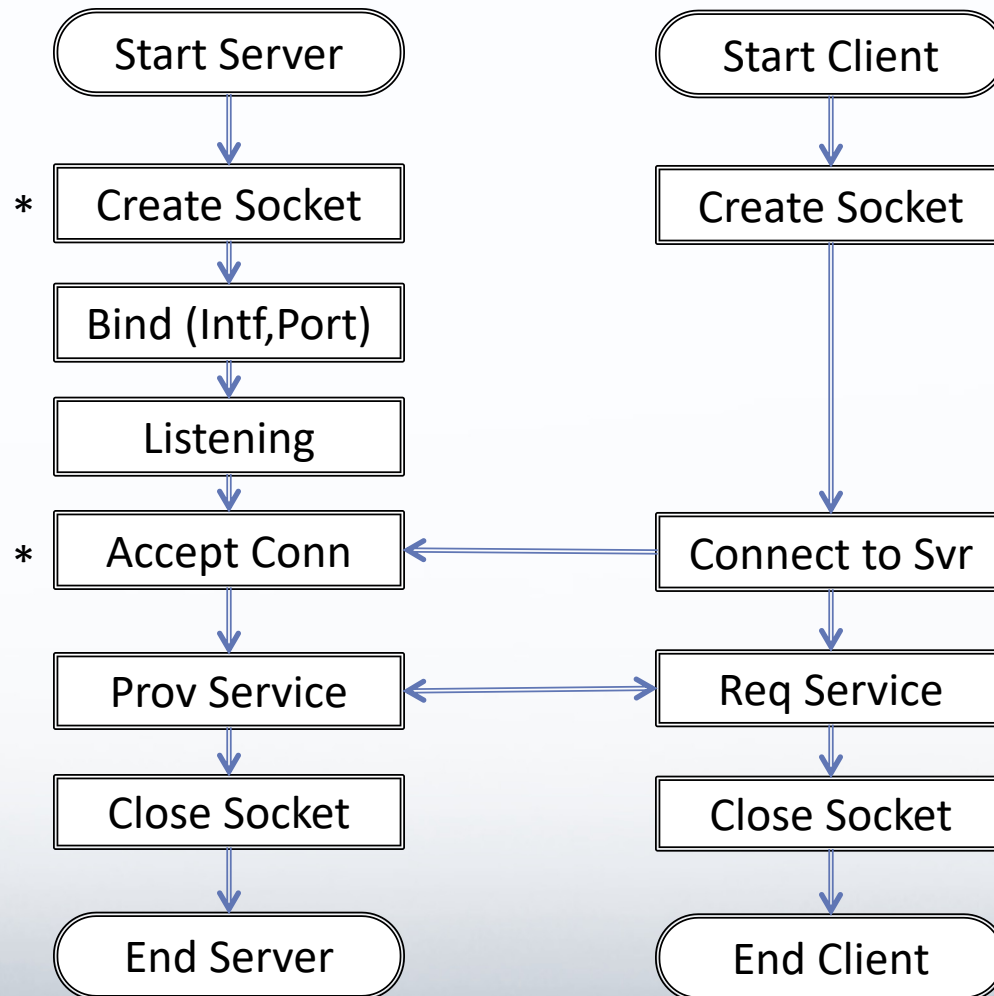 Start Server
Start Client
* Create Socket
Create Socket
Bind (Intf,Port)
Listening
* Accept Conn
Connect to Svr
Prov Service
Req Service
Close Socket
Close Socket
End Server
End Client